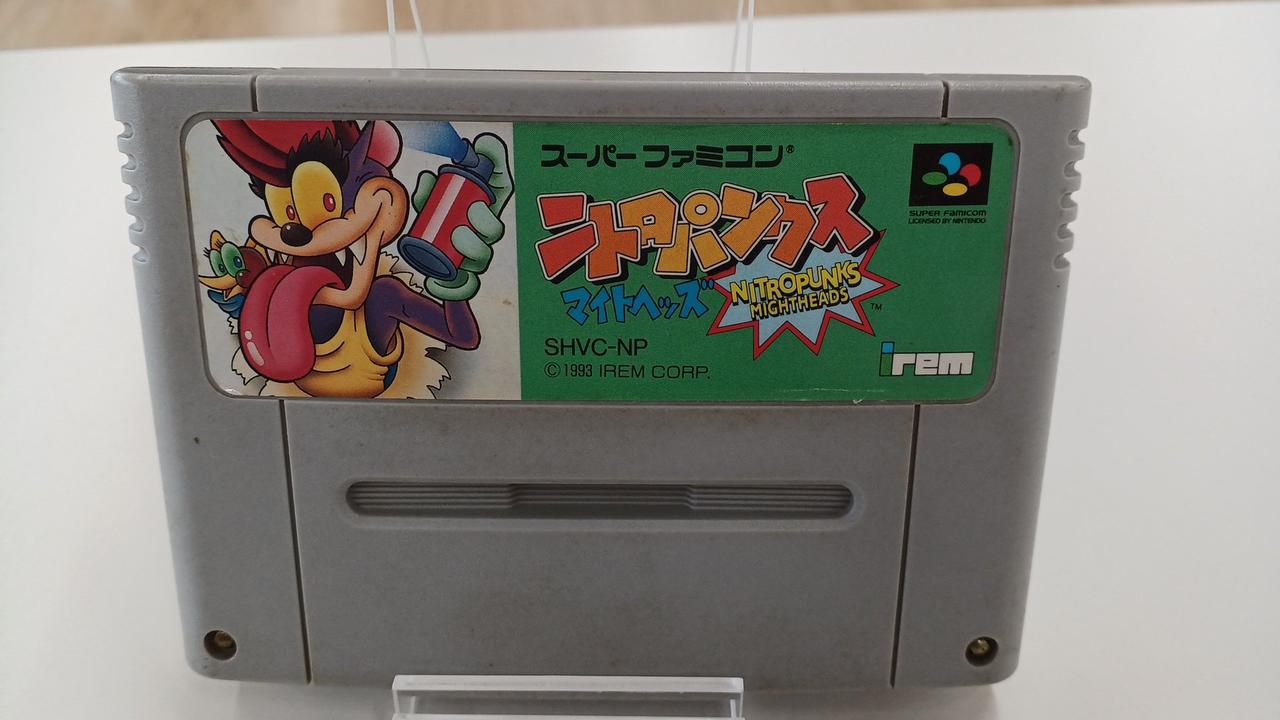 スーパーファミコン®
ニトロパンクス
マイトヘッズ
NITROPUNKS
MIGHTHEADS
™
SUPER FAMICOM
LICENSED BY NINTENDO
SHVC-NP
©1993 IREM CORP.
irem